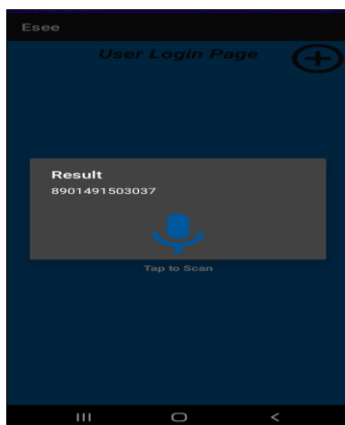 Esee
User Login Page
Result
8901491503037
Tap to Scan